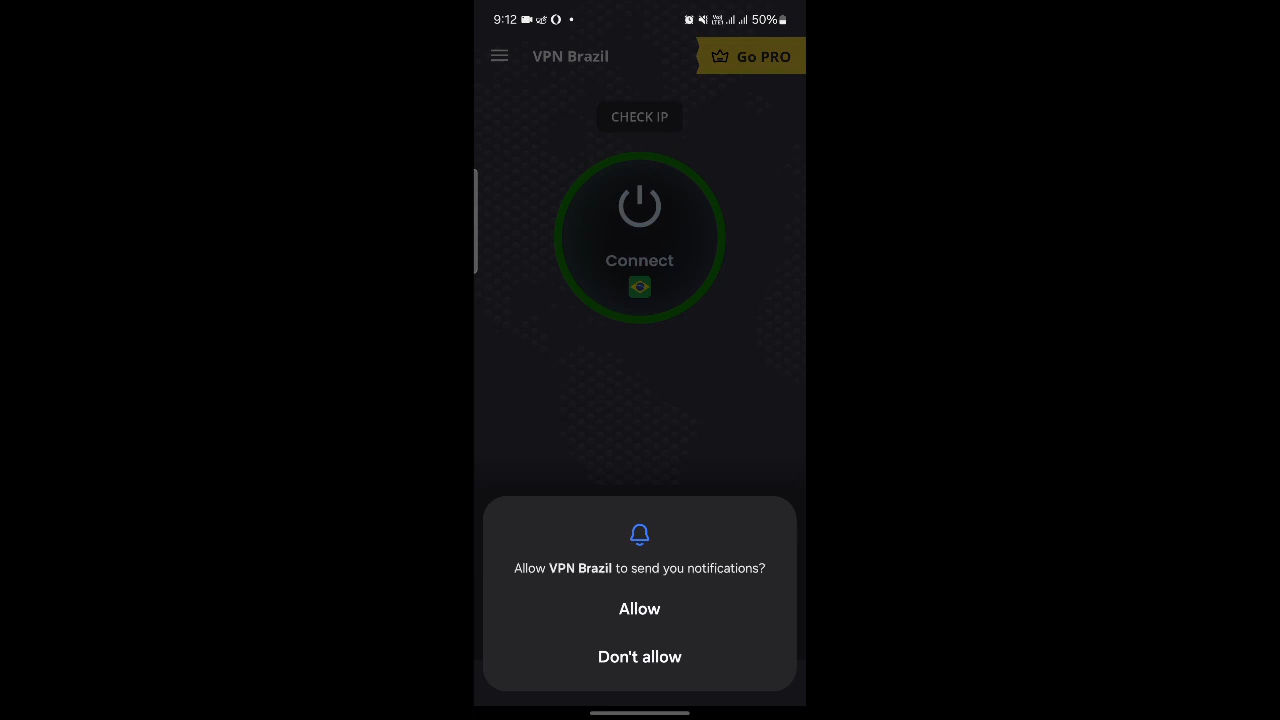 9:12 50%
VPN Brazil Go PRO
CHECK IP
Connect
Allow VPN Brazil to send you notifications?
Allow
Don't allow